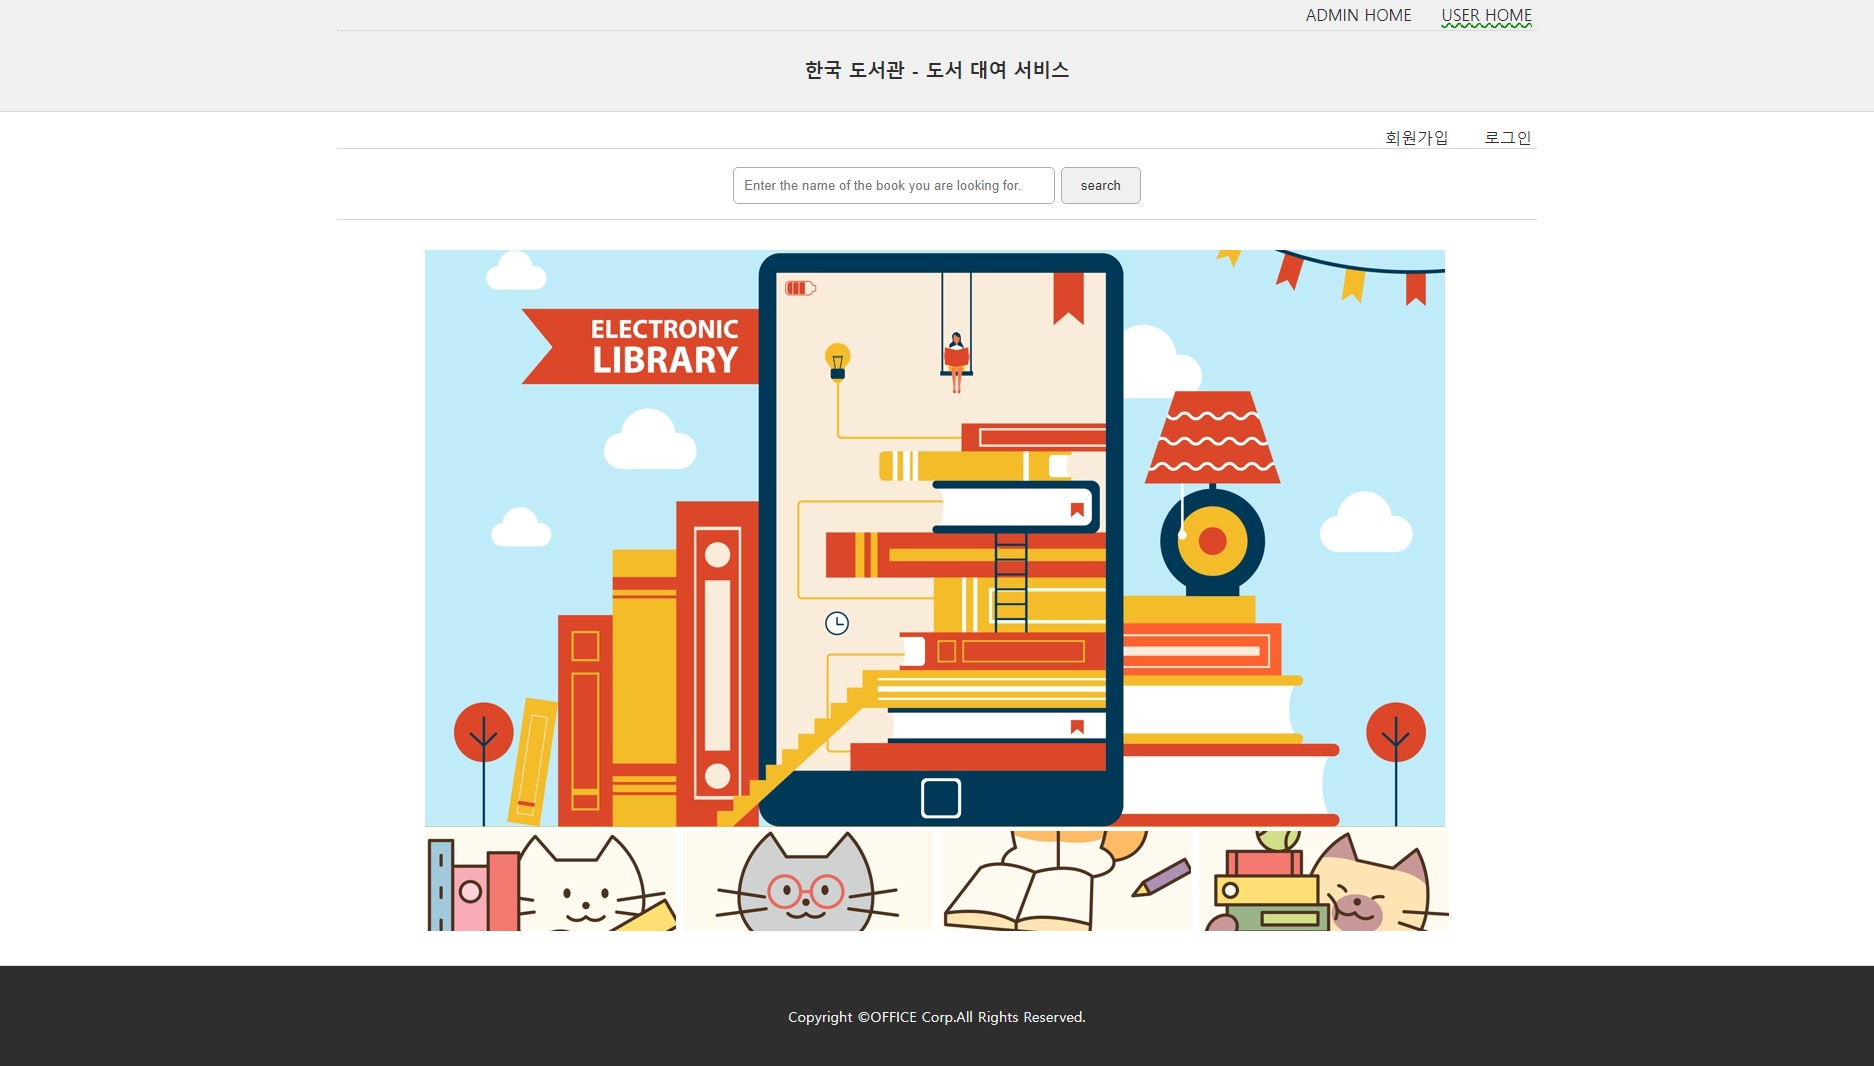 ADMIN HOME USER HOME
한국 도서관 - 도서 대여 서비스
회원가입 로그인
Enter the name of the book you are looking for. search
ELECTRONIC
LIBRARY
Copyright ©OFFICE Corp.All Rights Reserved.